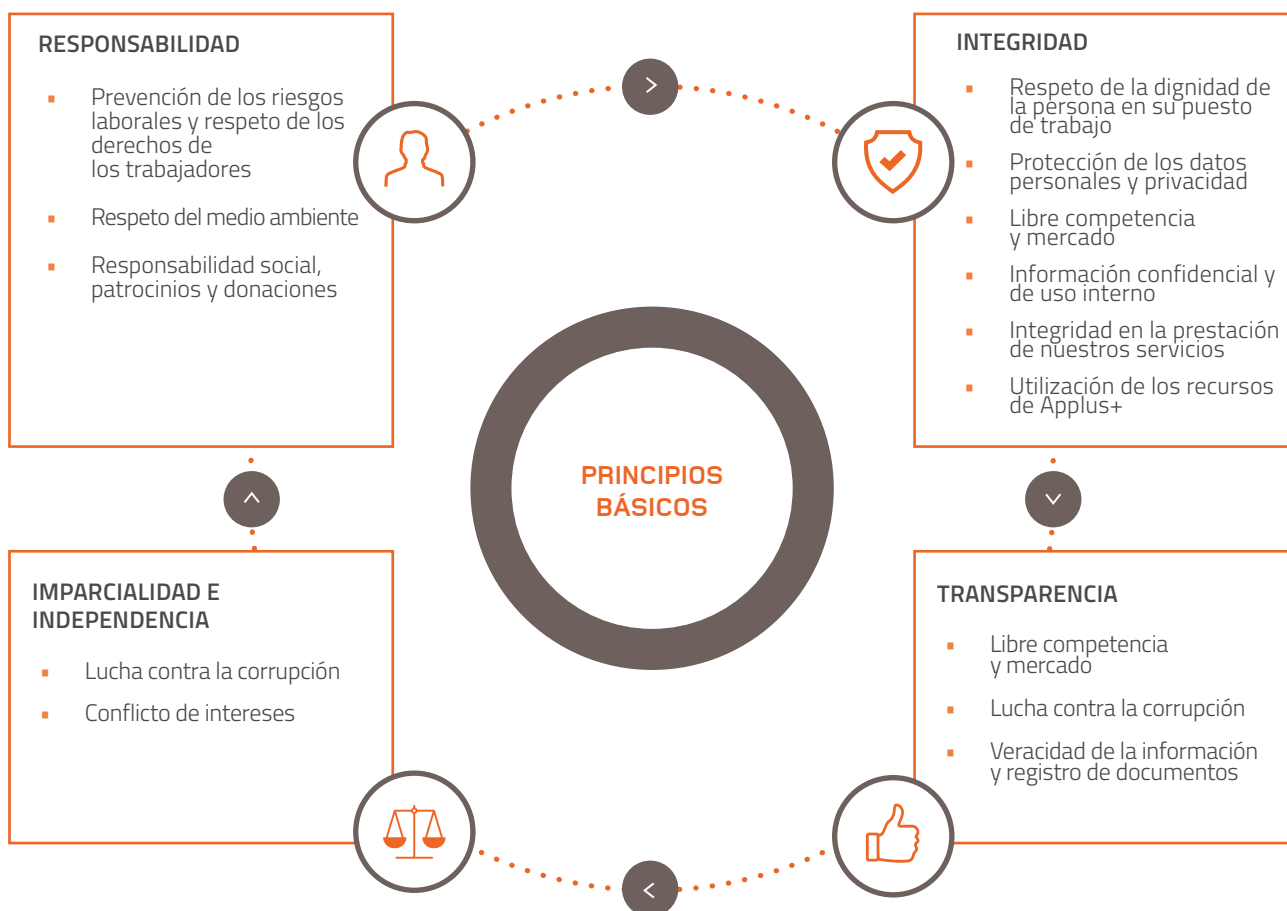 RESPONSABILIDAD
▪ Prevención de los riesgos
laborales y respeto de los
derechos de
los trabajadores
▪ Respeto del medio ambiente
▪ Responsabilidad social,
patrocinios y donaciones
INTEGRIDAD
▪ Respeto de la dignidad de
la persona en su puesto
de trabajo
▪ Protección de los datos
personales y privacidad
▪ Libre competencia
y mercado
▪ Información confidencial y
de uso interno
▪ Integridad en la prestación
de nuestros servicios
▪ Utilización de los recursos
de Applus+
PRINCIPIOS
BÁSICOS
IMPARCIALIDAD E
INDEPENDENCIA
▪ Lucha contra la corrupción
▪ Conflicto de intereses
TRANSPARENCIA
▪ Libre competencia
y mercado
▪ Lucha contra la corrupción
▪ Veracidad de la información
y registro de documentos